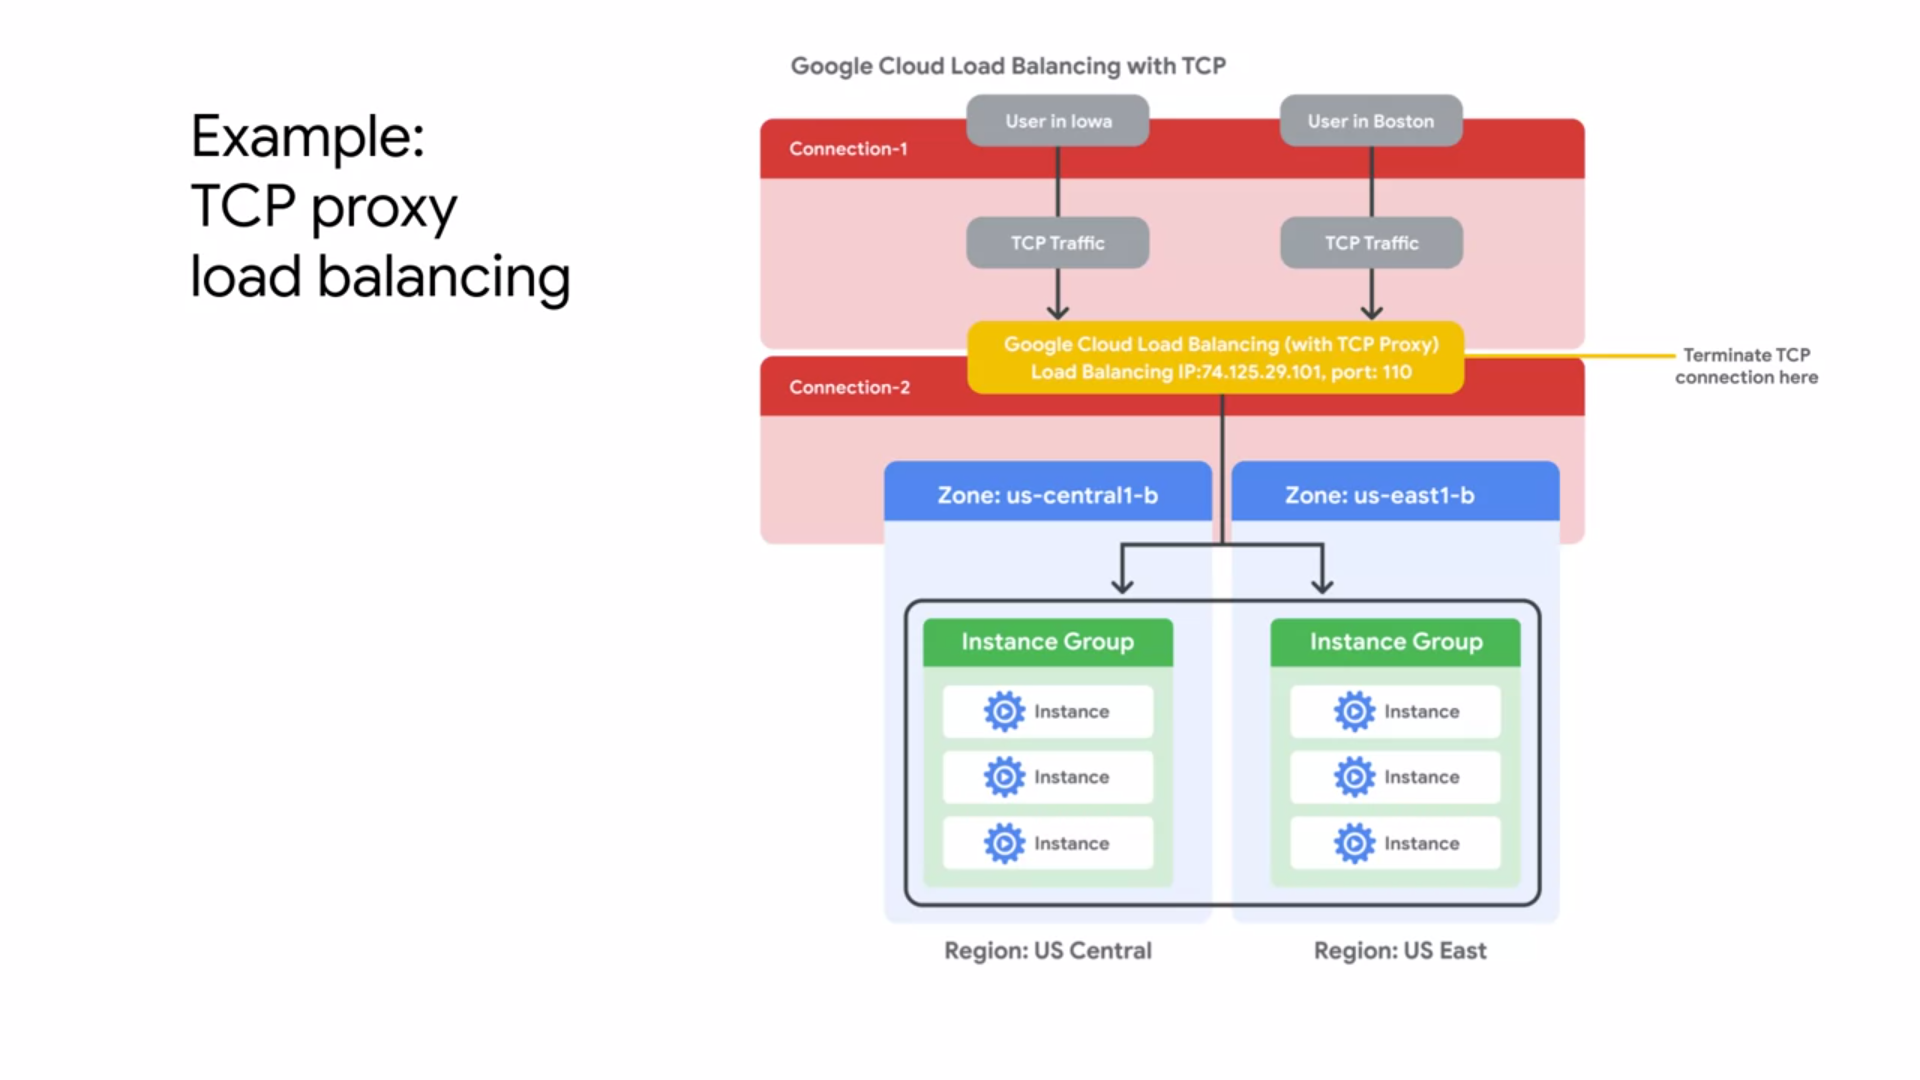 Example:
TCP proxy
load balancing
Google Cloud Load Balancing with TCP
User in Iowa
User in Boston
Connection-1
TCP Traffic
TCP Traffic
Google Cloud Load Balancing (with TCP Proxy)
Load Balancing IP:74.125.29.101, port: 110
Terminate TCP
connection here
Connection-2
Zone: us-central1-b
Zone: us-east1-b
Instance Group
Instance
Instance
Instance
Instance Group
Instance
Instance
Instance
Region: US Central
Region: US East